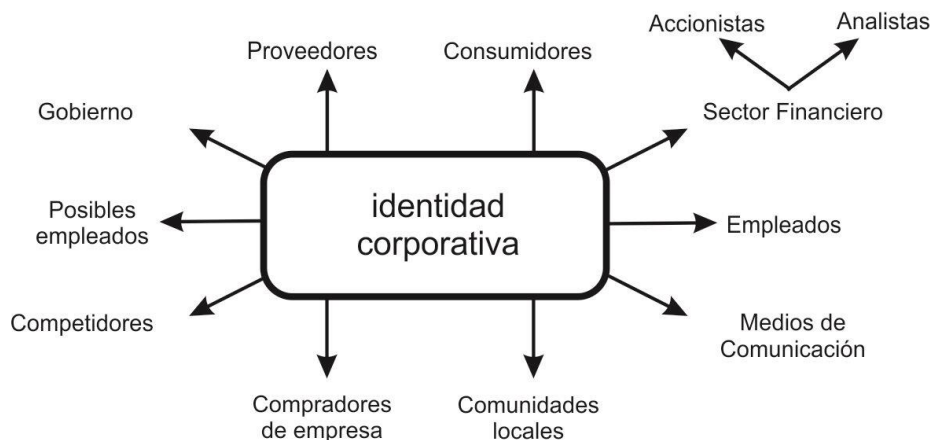 Accionistas
Analistas
Proveedores
Consumidores
Gobierno
Sector Financiero
identidad
corporativa
Posibles
empleados
Empleados
Competidores
Medios de
Comunicación
Compradores
de empresa
Comunidades
locales